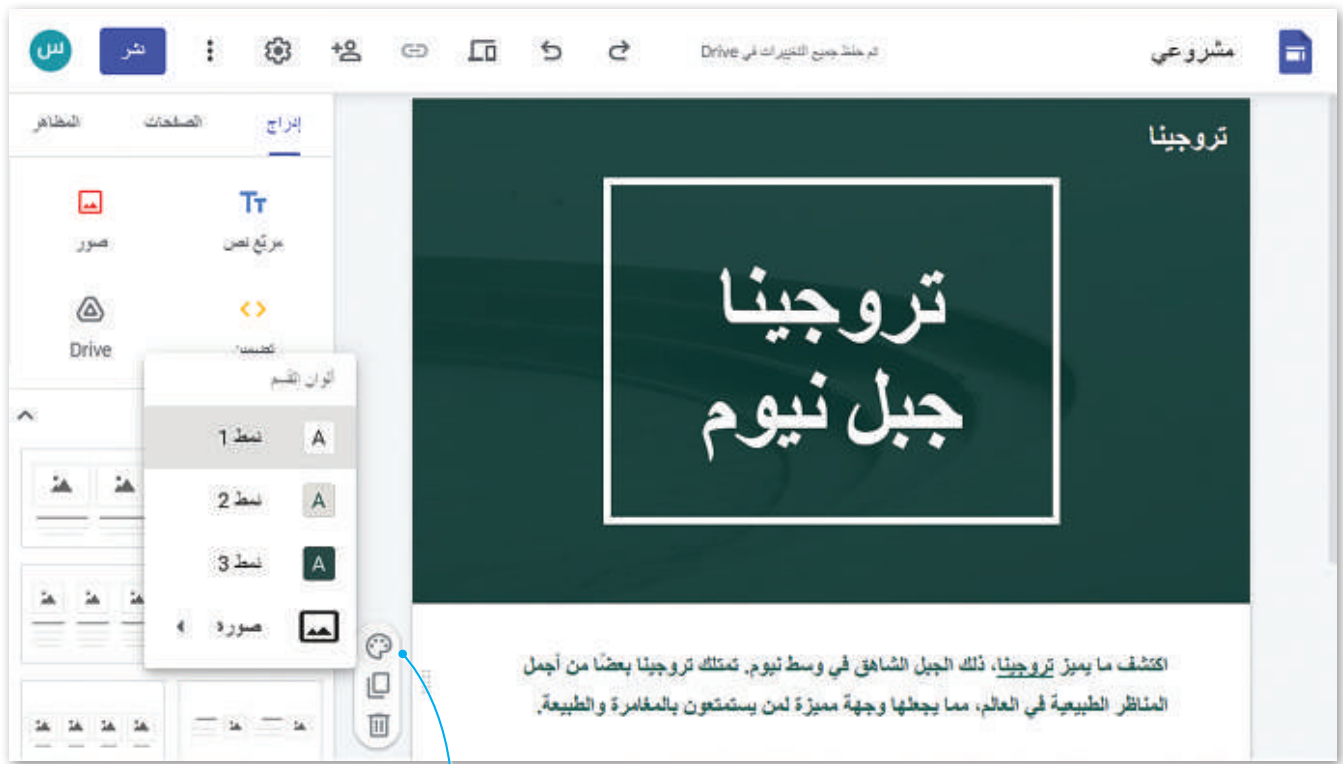 مشروعي
تم حفظ جميع التغييرات في Drive
نشر
س
إدراج
الصفحات
المظاهر
مربّع نص
صور
تضمين
Drive
ألوان القسم
نمط 1
نمط 2
نمط 3
صورة
تروجينا
تروجينا
جبل نيوم
اكتشف ما يميز تروجينا، ذلك الجبل الشاهق في وسط نيوم. تمتلك تروجينا بعضًا من أجمل
المناظر الطبيعية في العالم، مما يجعلها وجهة مميزة لمن يستمتعون بالمغامرة والطبيعة.